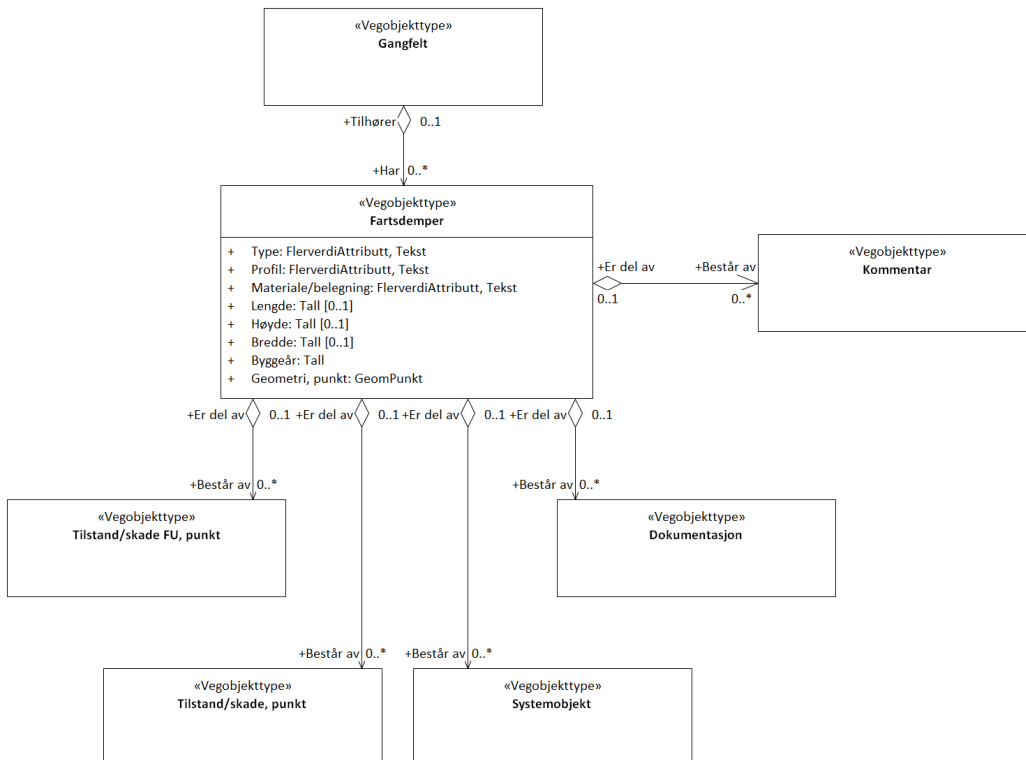 «Vegobjekttype»
Gangfelt
+Tilhører 0..1
+Har 0..*
«Vegobjekttype»
Fartsdemper
+ Type: FlerverdiAttributt, Tekst
+ Profil: FlerverdiAttributt, Tekst
+ Materiale/belegning: FlerverdiAttributt, Tekst
+ Lengde: Tall [0..1]
+ Høyde: Tall [0..1]
+ Bredde: Tall [0..1]
+ Byggeår: Tall
+ Geometri, punkt: GeomPunkt
+Er del av +Består av
0..1 0..*
«Vegobjekttype»
Kommentar
+Er del av 0..1 +Er del av 0..1 +Er del av 0..1 +Er del av 0..1
+Består av 0..* +Består av 0..*
«Vegobjekttype»
Tilstand/skade FU, punkt
«Vegobjekttype»
Dokumentasjon
+Består av 0..* +Består av 0..*
«Vegobjekttype»
Tilstand/skade, punkt
«Vegobjekttype»
Systemobjekt